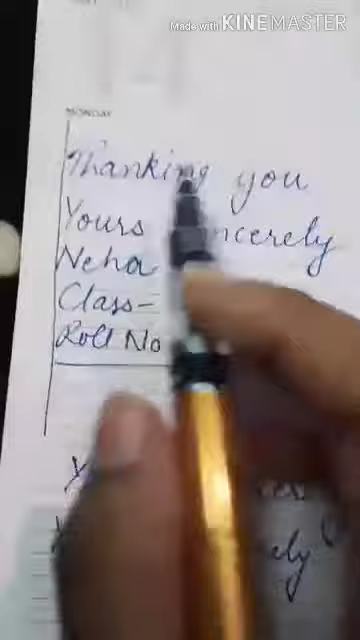 Made with KINEMASTER
MONDAY
Thanking you
Yours sincerely
Neha
Class-
Roll No